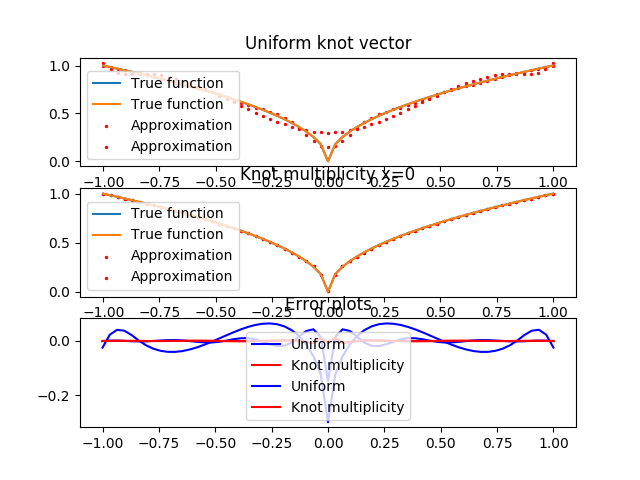 Uniform knot vector
1.0
0.5
0.0
True function
True function
Approximation
Approximation
−1.00 −0.75 −0.50 −0.25 0.00 0.25 0.50 0.75 1.00
Knot multiplicity x=0
1.0
0.5
0.0
True function
True function
Approximation
Approximation
−1.00 −0.75 −0.50 −0.25 0.00 0.25 0.50 0.75 1.00
Error plots
0.0
−0.2
Uniform
Knot multiplicity
Uniform
Knot multiplicity
−1.00 −0.75 −0.50 −0.25 0.00 0.25 0.50 0.75 1.00